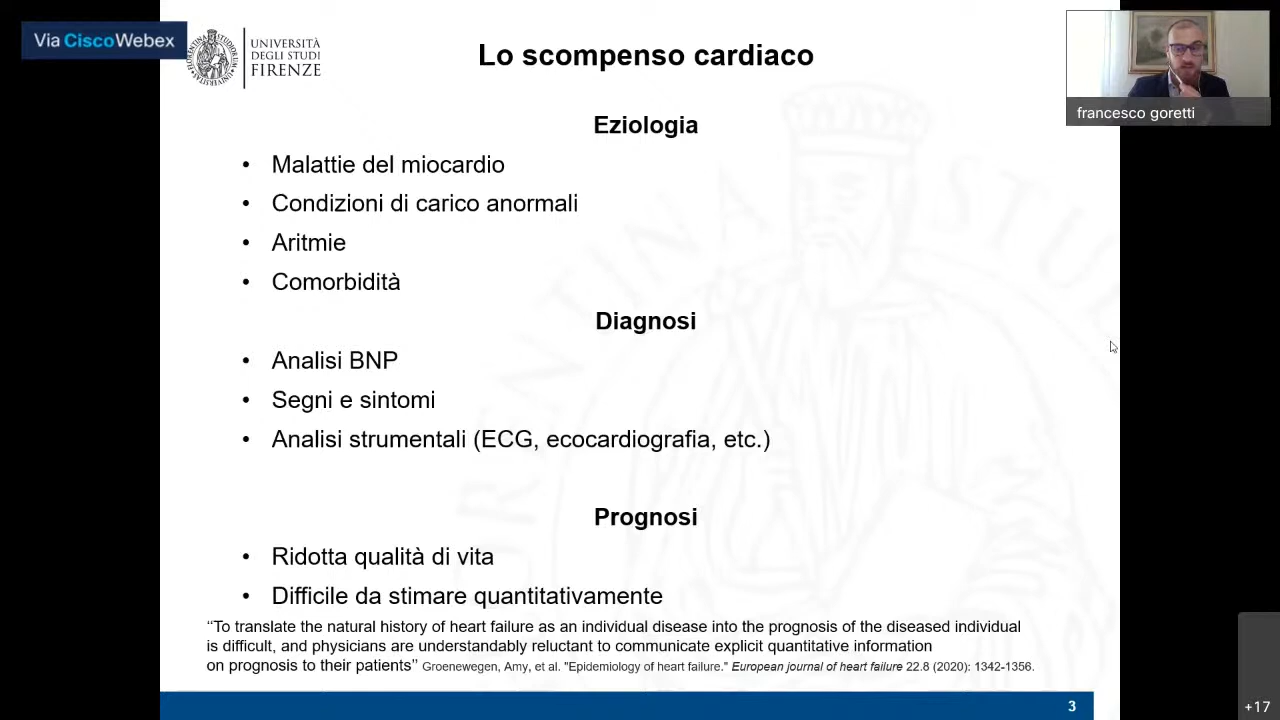 Via CiscoWebex
UNIVERSITÀ
DEGLI STUDI
FIRENZE
Lo scompenso cardiaco
francesco goretti
Eziologia
• Malattie del miocardio
• Condizioni di carico anormali
• Aritmie
• Comorbidità
Diagnosi
• Analisi BNP
• Segni e sintomi
• Analisi strumentali (ECG, ecocardiografia, etc.)
Prognosi
• Ridotta qualità di vita
• Difficile da stimare quantitativamente
‘‘To translate the natural history of heart failure as an individual disease into the prognosis of the diseased individual
is difficult, and physicians are understandably reluctant to communicate explicit quantitative information
on prognosis to their patients’’ Groenewegen, Amy, et al. "Epidemiology of heart failure." European journal of heart failure 22.8 (2020): 1342-1356.
3
+17